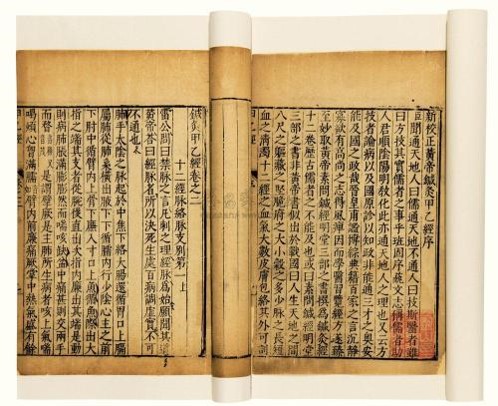 新校正黃帝鍼灸甲乙經序
臣聞通天地人曰儒通天地不通人曰技斯醫者雖
曰方技其實儒者之事乎班固序藝文志稱儒者助
人君順陰陽明教化此亦通天地人之理也又云方
技者論病以及國原診以知政非能通三才之奧安
能及國之政哉晉皇甫謐博綜典籍百家之言沉靜
寡欲有高尚之志得風痺因而學醫習覽經方
至妙取黃帝素問鍼經明堂三部之書撰為鍼灸經
十二卷歷古儒者之不能及也或曰素問鍼經明堂
三部之書非黃帝書似出於戰國曰人生天地之間
八尺之軀臟之堅脆府之大小穀之多少脉之長短
血之清濁十二經之血氣大數皮膚包絡其外可剖
鍼灸甲乙經卷之二
十二經脉絡脉支別第一上
雷公問曰禁脉之言凡刺之理經脉為始願聞其道
黃帝荅曰經脉者所以決死生處百病調虛實不可
不通也
肺手太陰之脉起於中焦下絡大腸還循胃口上膈
屬肺從肺系橫出腋下下循臑內行少陰心主之前
下肘中循臂內上骨下廉入寸口上魚循魚際出大
指之端其支者從腕後直出次指內廉出其端是動
則病肺脹滿膨膨然而喘咳缺盆中痛甚則交兩手
而瞀是謂臂厥是主肺所生病者咳上氣喘
喝煩心胸滿臑臂內前廉痛厥掌中熱氣盛有餘